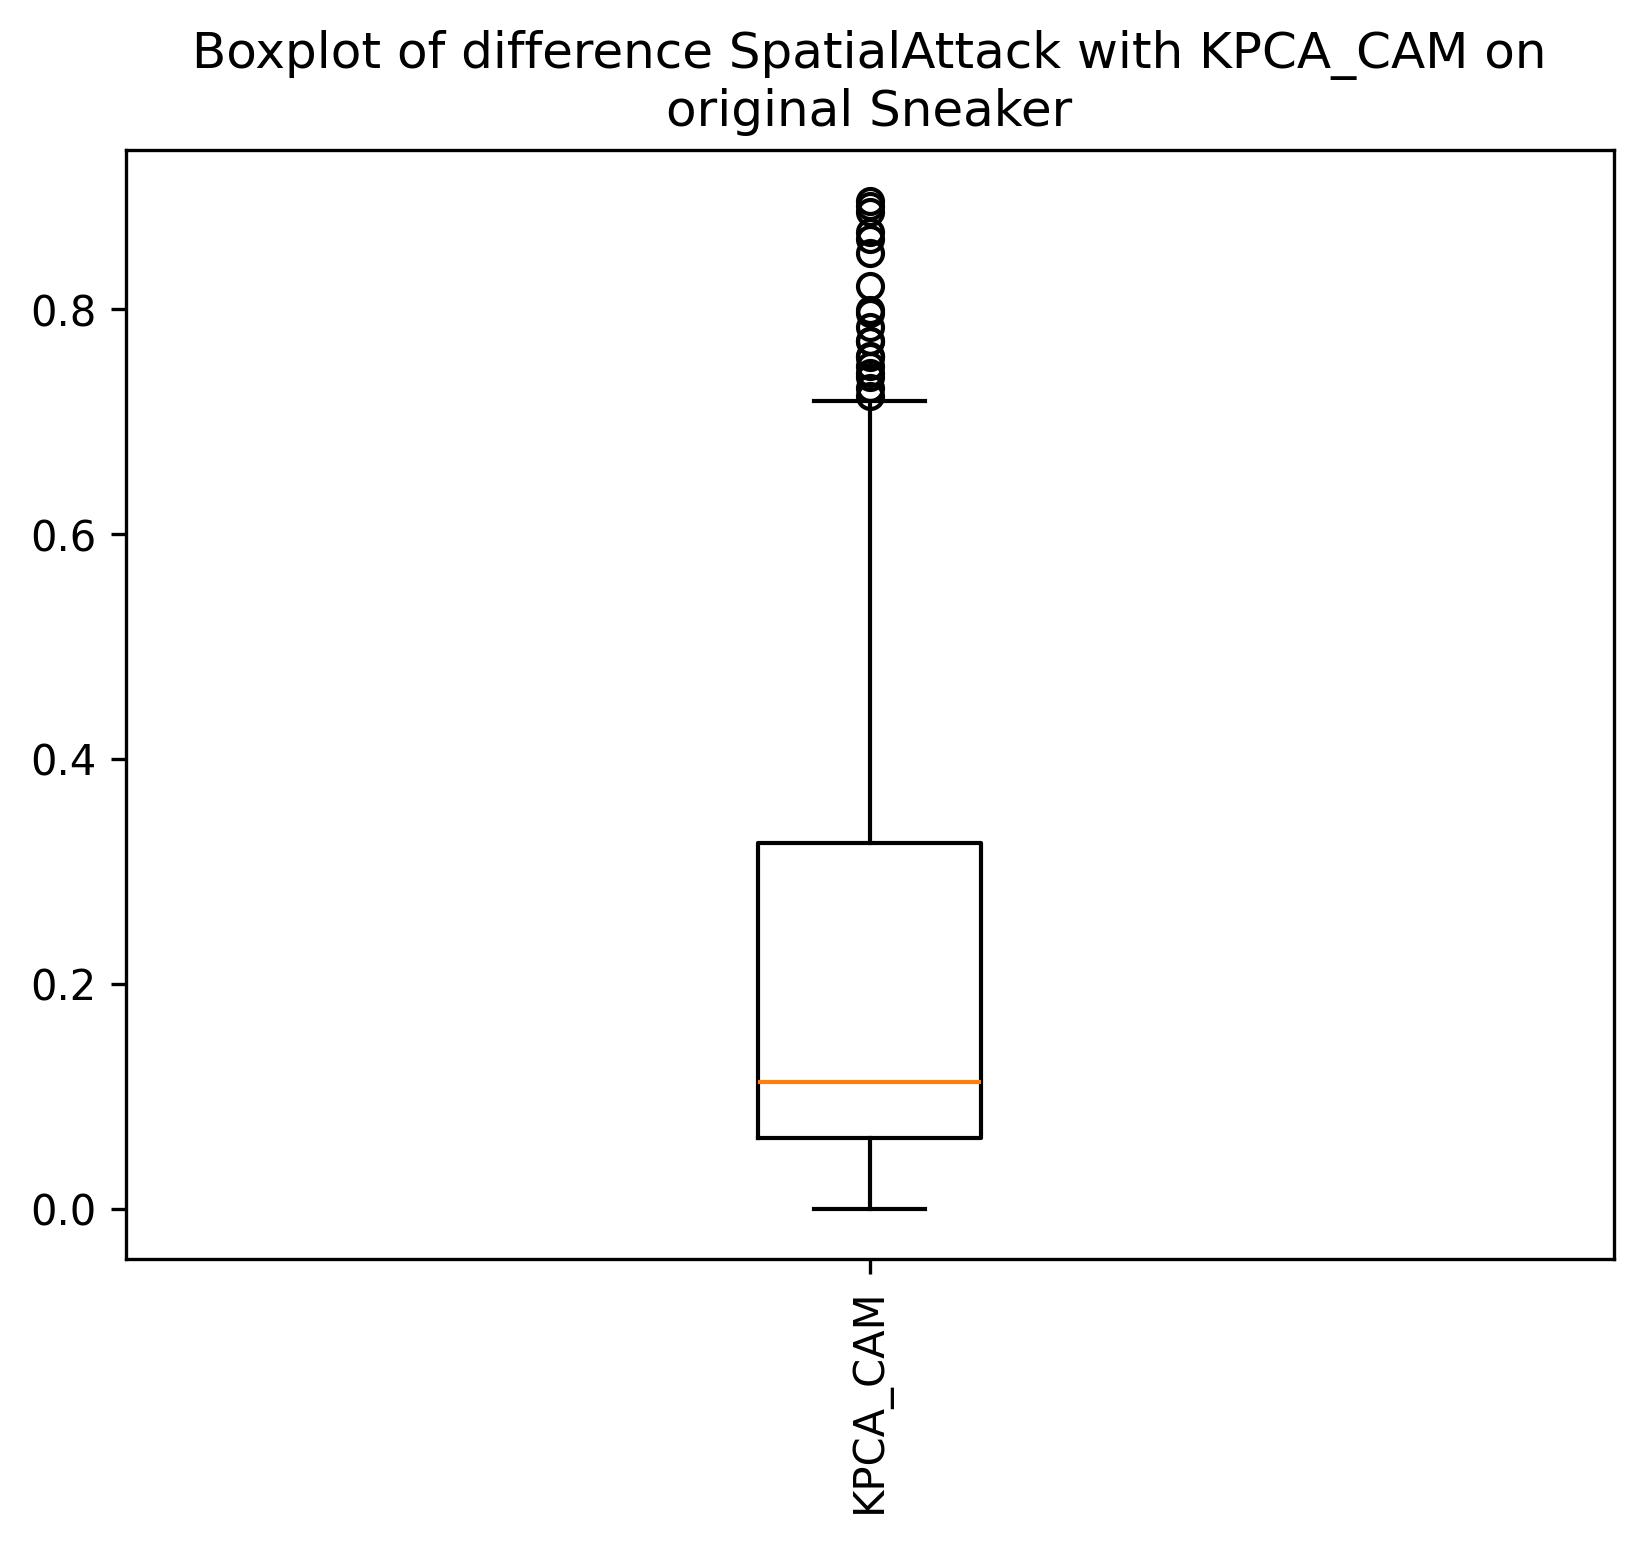 Boxplot of difference SpatialAttack with KPCA_CAM on
original Sneaker
0.8
0.6
0.4
0.2
0.0
KPCA_CAM